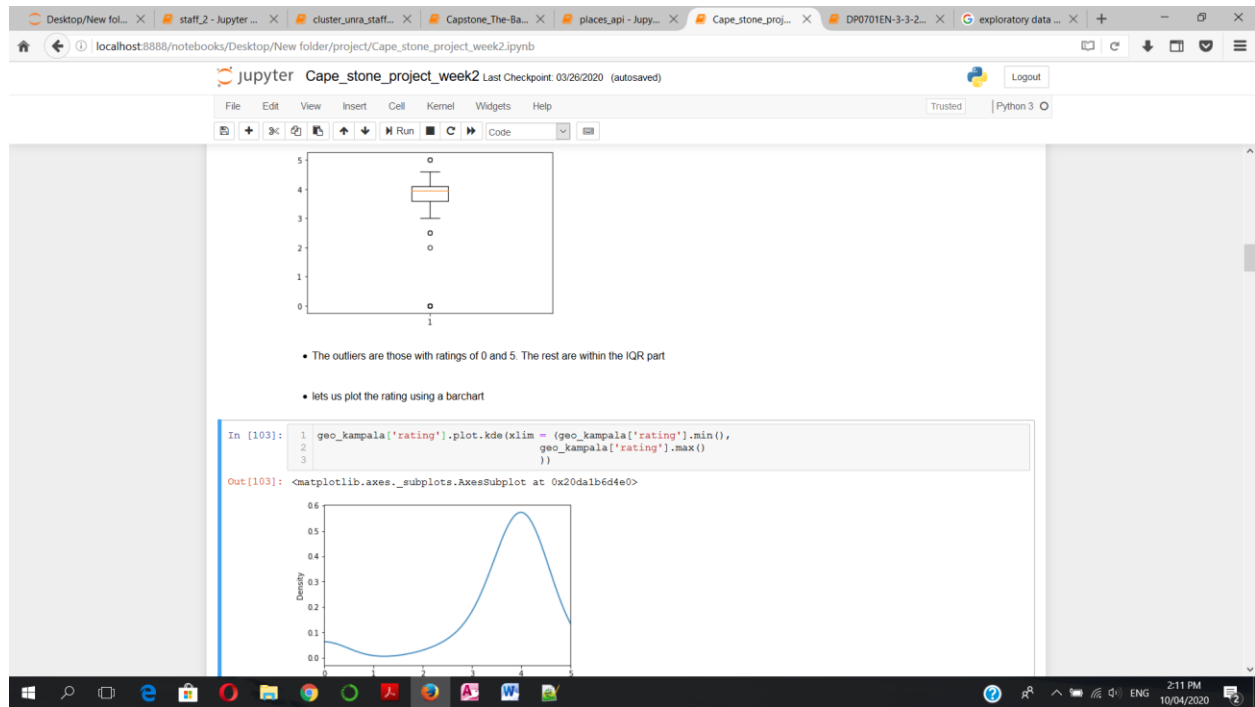 Desktop/New fol...
staff_2 - Jupyter ...
cluster_unra_staff...
Capstone_The-Ba...
places_api - Jupy...
Cape_stone_proj...
DP0701EN-3-3-2...
exploratory data ...
localhost:8888/notebooks/Desktop/New folder/project/Cape_stone_project_week2.ipynb
jupyter Cape_stone_project_week2 Last Checkpoint: 03/26/2020 (autosaved)
Logout
File Edit View Insert Cell Kernel Widgets Help
Trusted Python 3
Run Code
5
4
3
2
1
0
1
• The outliers are those with ratings of 0 and 5. The rest are within the IQR part
• lets us plot the rating using a barchart
In [103]: 1 geo_kampala['rating'].plot.kde(xlim = (geo_kampala['rating'].min(),
2 geo_kampala['rating'].max()
3 ))
Out[103]: <matplotlib.axes._subplots.AxesSubplot at 0x20da1b6d4e0>
0.6
0.5
0.4
0.3
0.2
0.1
0.0
Density
0 1 2 3 4 5
ENG
2:11 PM
10/04/2020